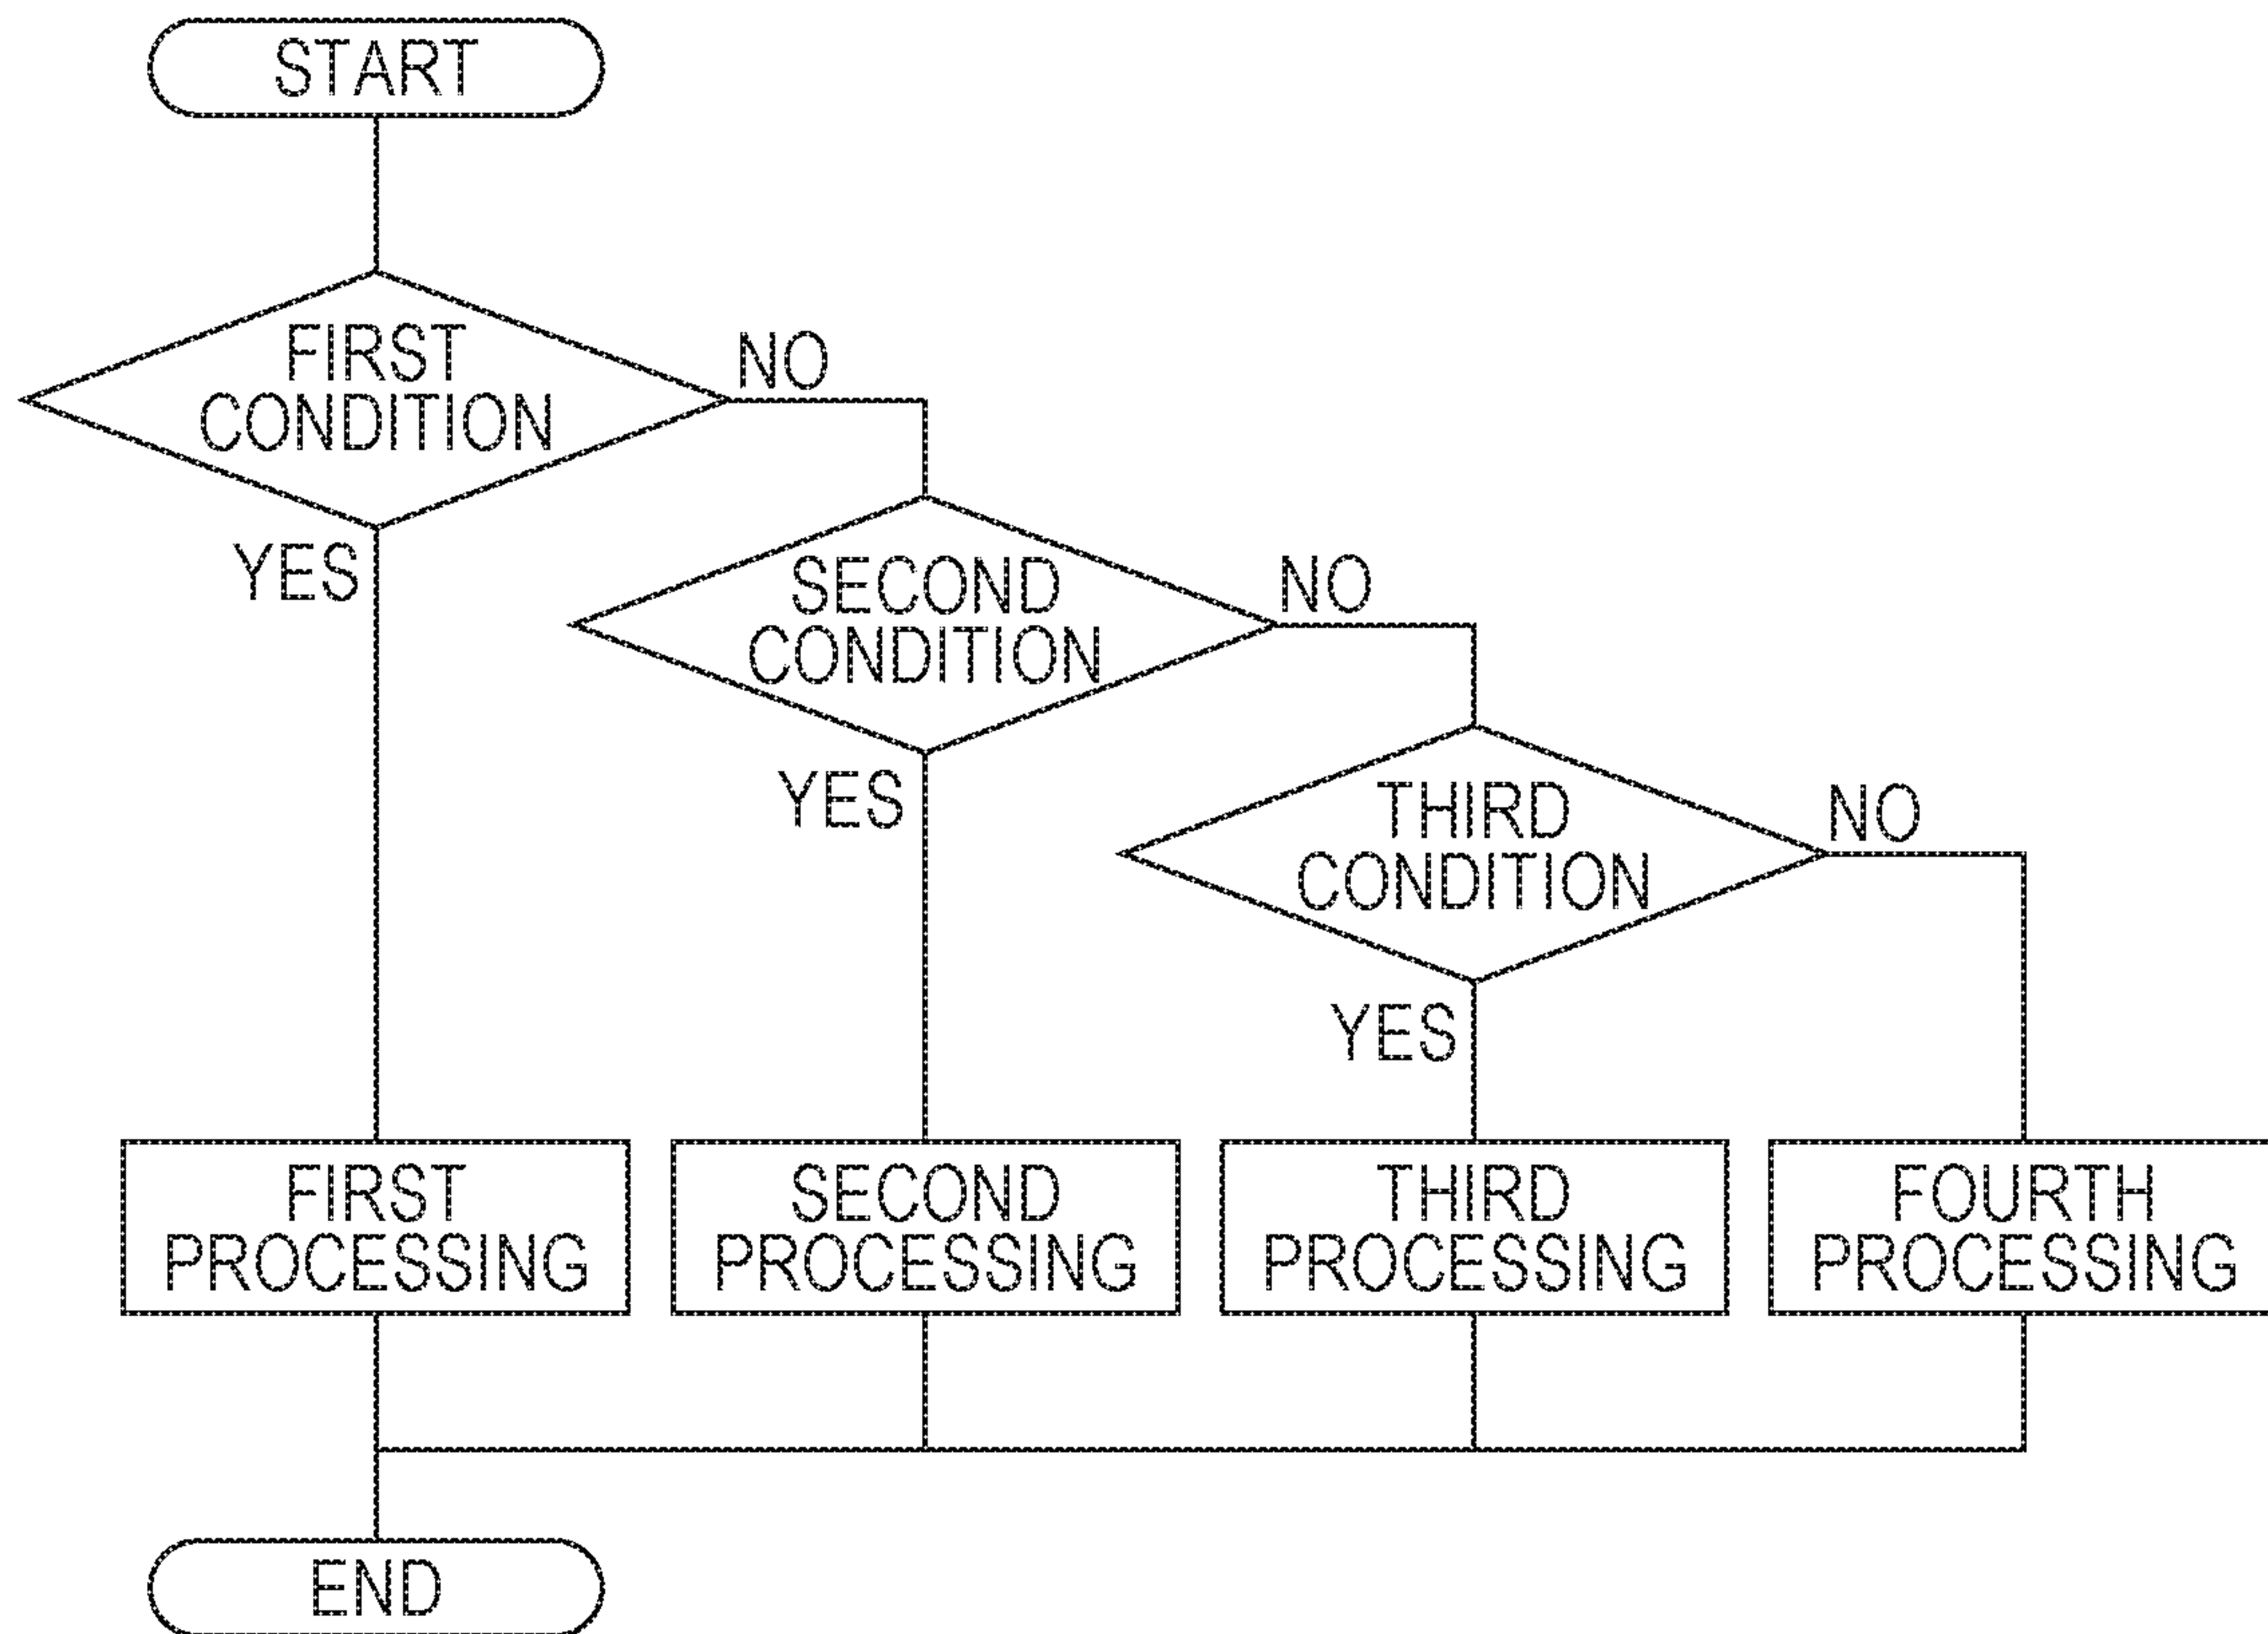 START
FIRST
CONDITION
NO
YES
SECOND
CONDITION
NO
YES
THIRD
CONDITION
NO
YES
FIRST
PROCESSING
SECOND
PROCESSING
THIRD
PROCESSING
FOURTH
PROCESSING
END